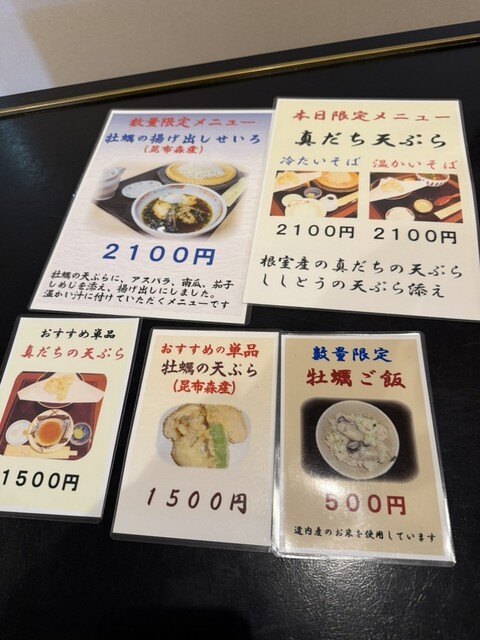 数量限定メニュー
牡蠣の揚げ出しせいろ
(昆布森産)
2100円
牡蠣の天ぷらに、アスパラ、南瓜、茄子
しめじを添え、揚げ出しにしました。
温かい汁に付けていただくメニューです
本日限定メニュー
真だち天ぷら
冷たいそば 温かいそば
2100円 2100円
根室産の真だちの天ぷら
ししとうの天ぷら添え
おすすめ単品
真だちの天ぷら
1500円
おすすめの単品
牡蠣の天ぷら
(昆布森産)
1500円
数量限定
牡蠣ご飯
500円
道内産のお米を使用しています